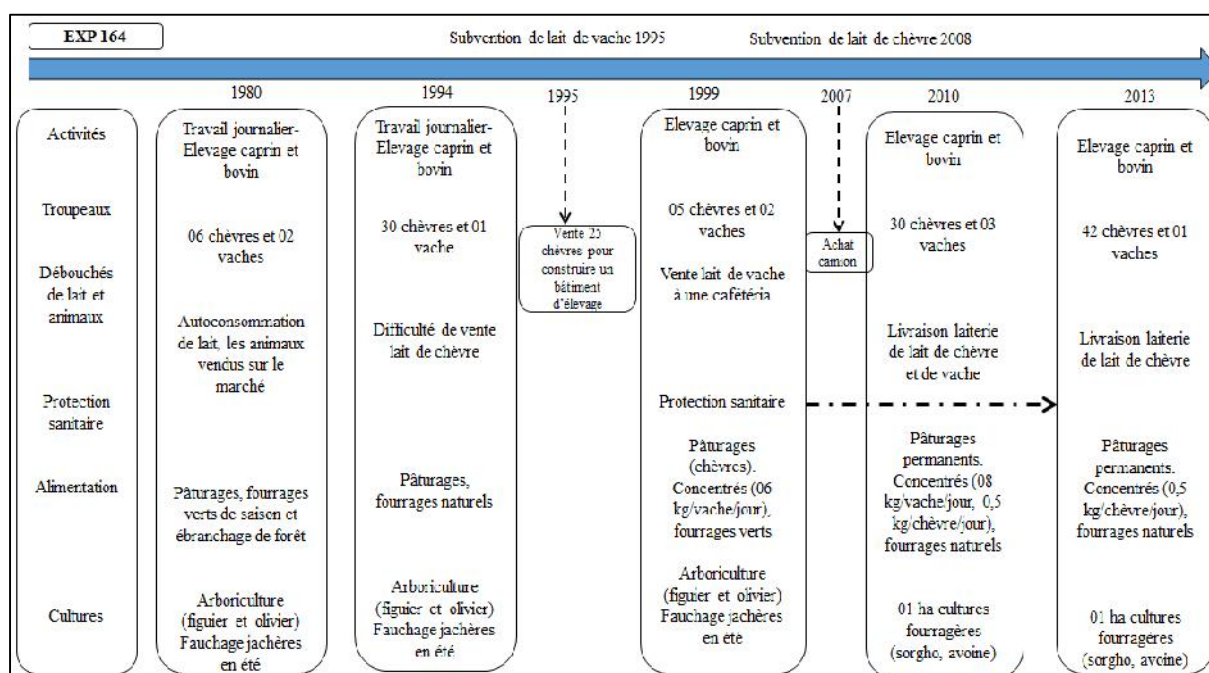 EXP 164
Subvention de lait de vache 1995
Subvention de lait de chèvre 2008
1980
1994
1995
1999
2007
2010
2013
Activités
Troupeaux
Débouchés
de lait et
animaux
Protection
sanitaire
Alimentation
Cultures
Travail journalier-
Elevage caprin et
bovin
06 chèvres et 02
vaches
Autoconsommation
de lait, les animaux
vendus sur le
marché
Pâturages, fourrages
verts de saison et
ébranchage de forêt
Arboriculture
(figuier et olivier)
Fauchage jachères
en été
Travail journalier-
Elevage caprin et
bovin
30 chèvres et 01
vache
Difficulté de vente
lait de chèvre
Pâturages,
fourrages naturels
Arboriculture
(figuier et olivier)
Fauchage jachères
en été
Vente 25
chèvres pour
construire un
bâtiment
d'élevage
Elevage caprin et
bovin
05 chèvres et 02
vaches
Vente lait de vache
à une cafétéria
Protection sanitaire
Pâturages
(chèvres).
Concentrés (06
kg/vache/jour),
fourrages verts
Arboriculture
(figuier et olivier)
Fauchage jachères
en été
Achat
camion
Elevage caprin et
bovin
30 chèvres et 03
vaches
Livraison laiterie
de lait de chèvre
et de vache
Pâturages
permanents.
Concentrés (08
kg/vache/jour, 0,5
kg/chèvre/jour),
fourrages naturels
01 ha cultures
fourragères
(sorgho, avoine)
Elevage caprin et
bovin
42 chèvres et 01
vaches
Livraison laiterie
de lait de chèvre
Pâturages
permanents.
Concentrés (0,5
kg/chèvre/jour),
fourrages naturels
01 ha cultures
fourragères
(sorgho, avoine)